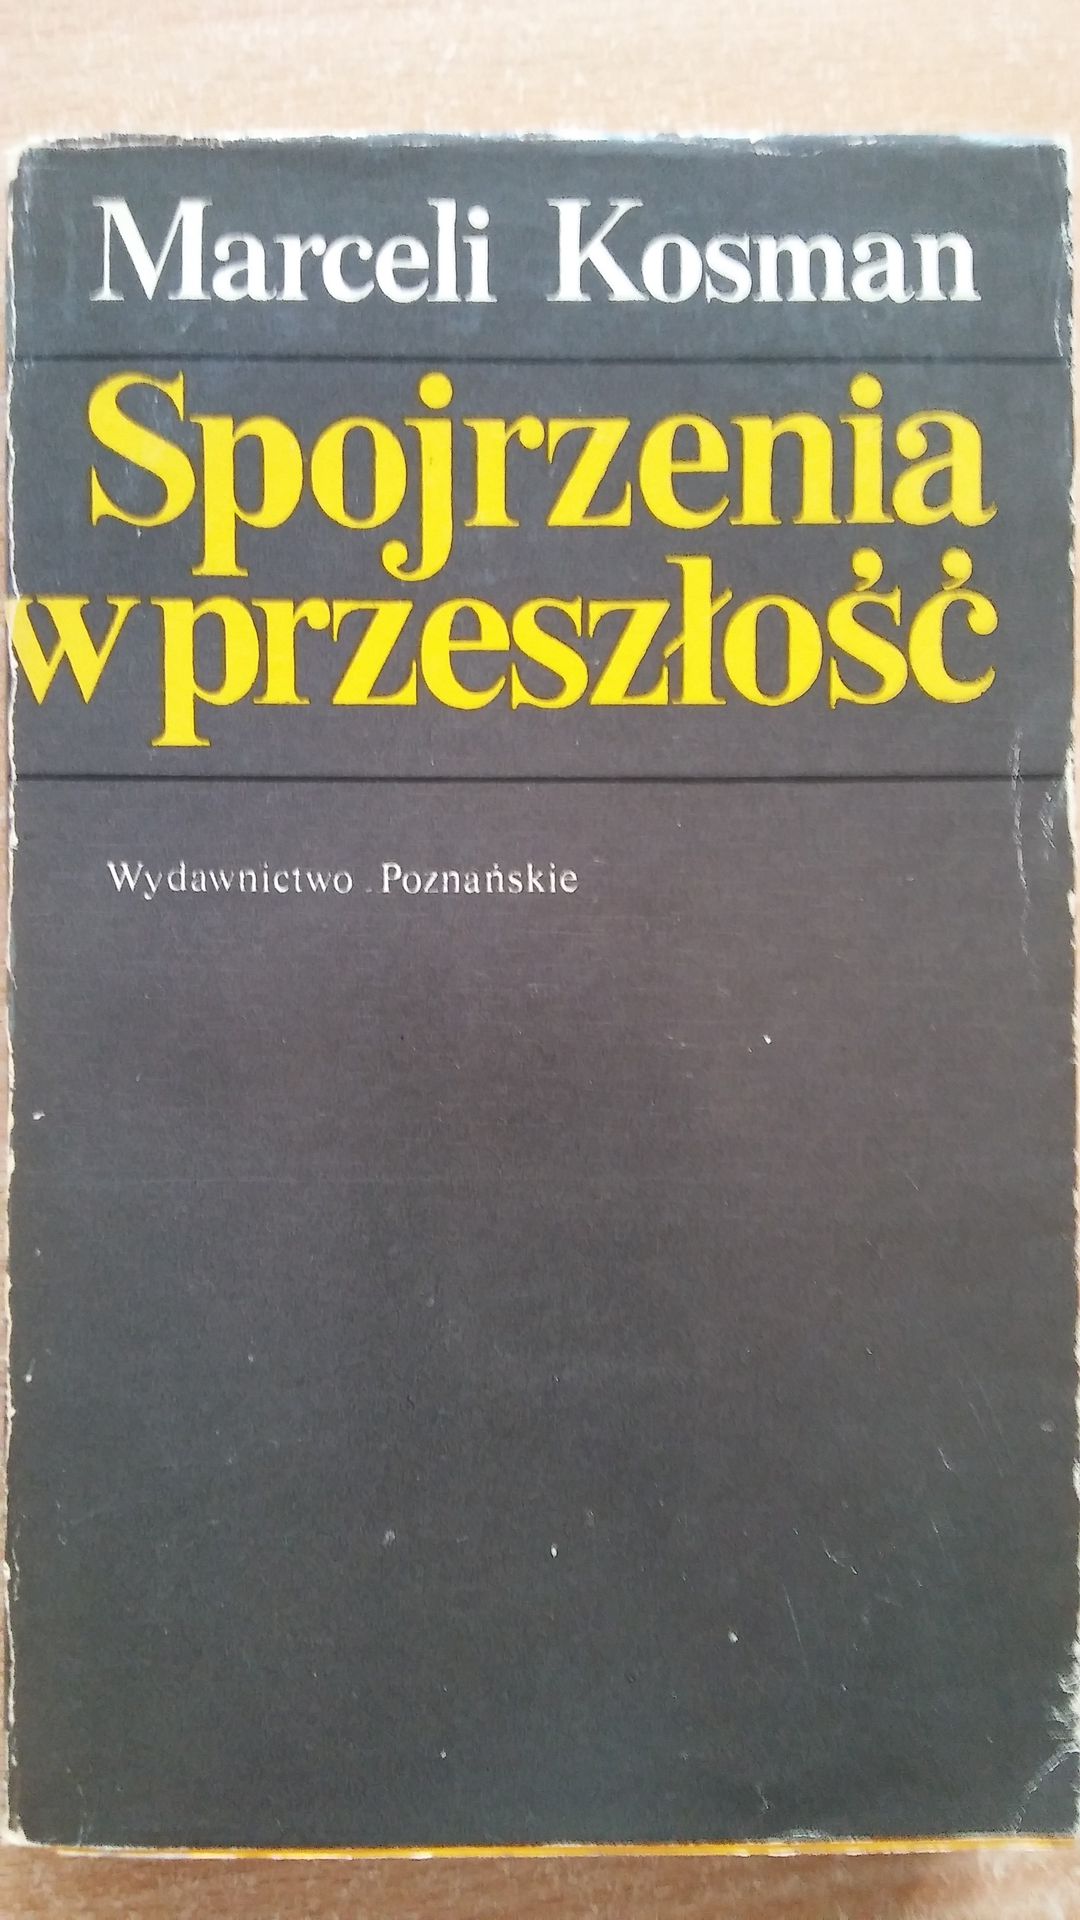 Marceli Kosman
Spojrzenia
w przeszłość
Wydawnictwo Poznańskie